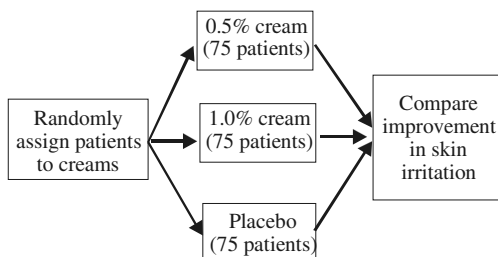 Randomly
assign patients
to creams
0.5% cream
(75 patients)
1.0% cream
(75 patients)
Placebo
(75 patients)
Compare
improvement
in skin
irritation